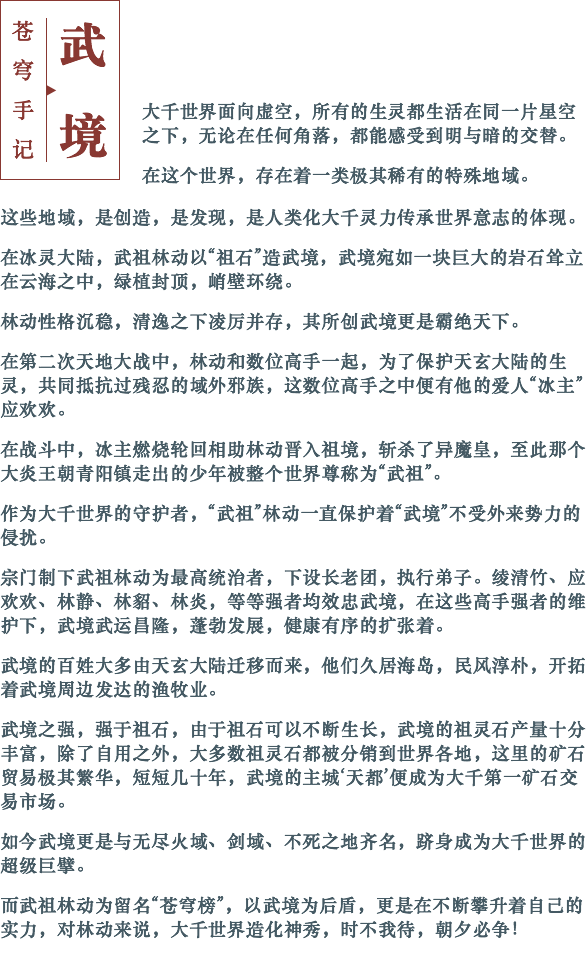 苍穹手记
武境
大千世界面向虚空，所有的生灵都生活在同一片星空
之下，无论在任何角落，都能感受到明与暗的交替。
在这个世界，存在着一类极其稀有的特殊地域。
这些地域，是创造，是发现，是人类化大千灵力传承世界意志的体现。
在冰灵大陆，武祖林动以“祖石”造武境，武境宛如一块巨大的岩石耸立
在云海之中，绿植封顶，峭壁环绕。
林动性格沉稳，清逸之下凌厉并存，其所创武境更是霸绝天下。
在第二次天地大战中，林动和数位高手一起，为了保护天玄大陆的生
灵，共同抵抗过残忍的域外邪族，这数位高手之中便有他的爱人“冰主”
应欢欢。
在战斗中，冰主燃烧轮回相助林动晋入祖境，斩杀了异魔皇，至此那个
大炎王朝青阳镇走出的少年被整个世界尊称为“武祖”。
作为大千世界的守护者，“武祖”林动一直保护着“武境”不受外来势力的
侵扰。
宗门制下武祖林动为最高统治者，下设长老团，执行弟子。绫清竹、应
欢欢、林静、林貂、林炎，等等强者均效忠武境，在这些高手强者的维
护下，武境武运昌隆，蓬勃发展，健康有序的扩张着。
武境的百姓大多由天玄大陆迁移而来，他们久居海岛，民风淳朴，开拓
着武境周边发达的渔牧业。
武境之强，强于祖石，由于祖石可以不断生长，武境的祖灵石产量十分
丰富，除了自用之外，大多数祖灵石都被分销到世界各地，这里的矿石
贸易极其繁华，短短几十年，武境的主城‘天都’便成为大千第一矿石交
易市场。
如今武境更是与无尽火域、剑域、不死之地齐名，跻身成为大千世界的
超级巨擘。
而武祖林动为留名“苍穹榜”，以武境为后盾，更是在不断攀升着自己的
实力，对林动来说，大千世界造化神秀，时不我待，朝夕必争！